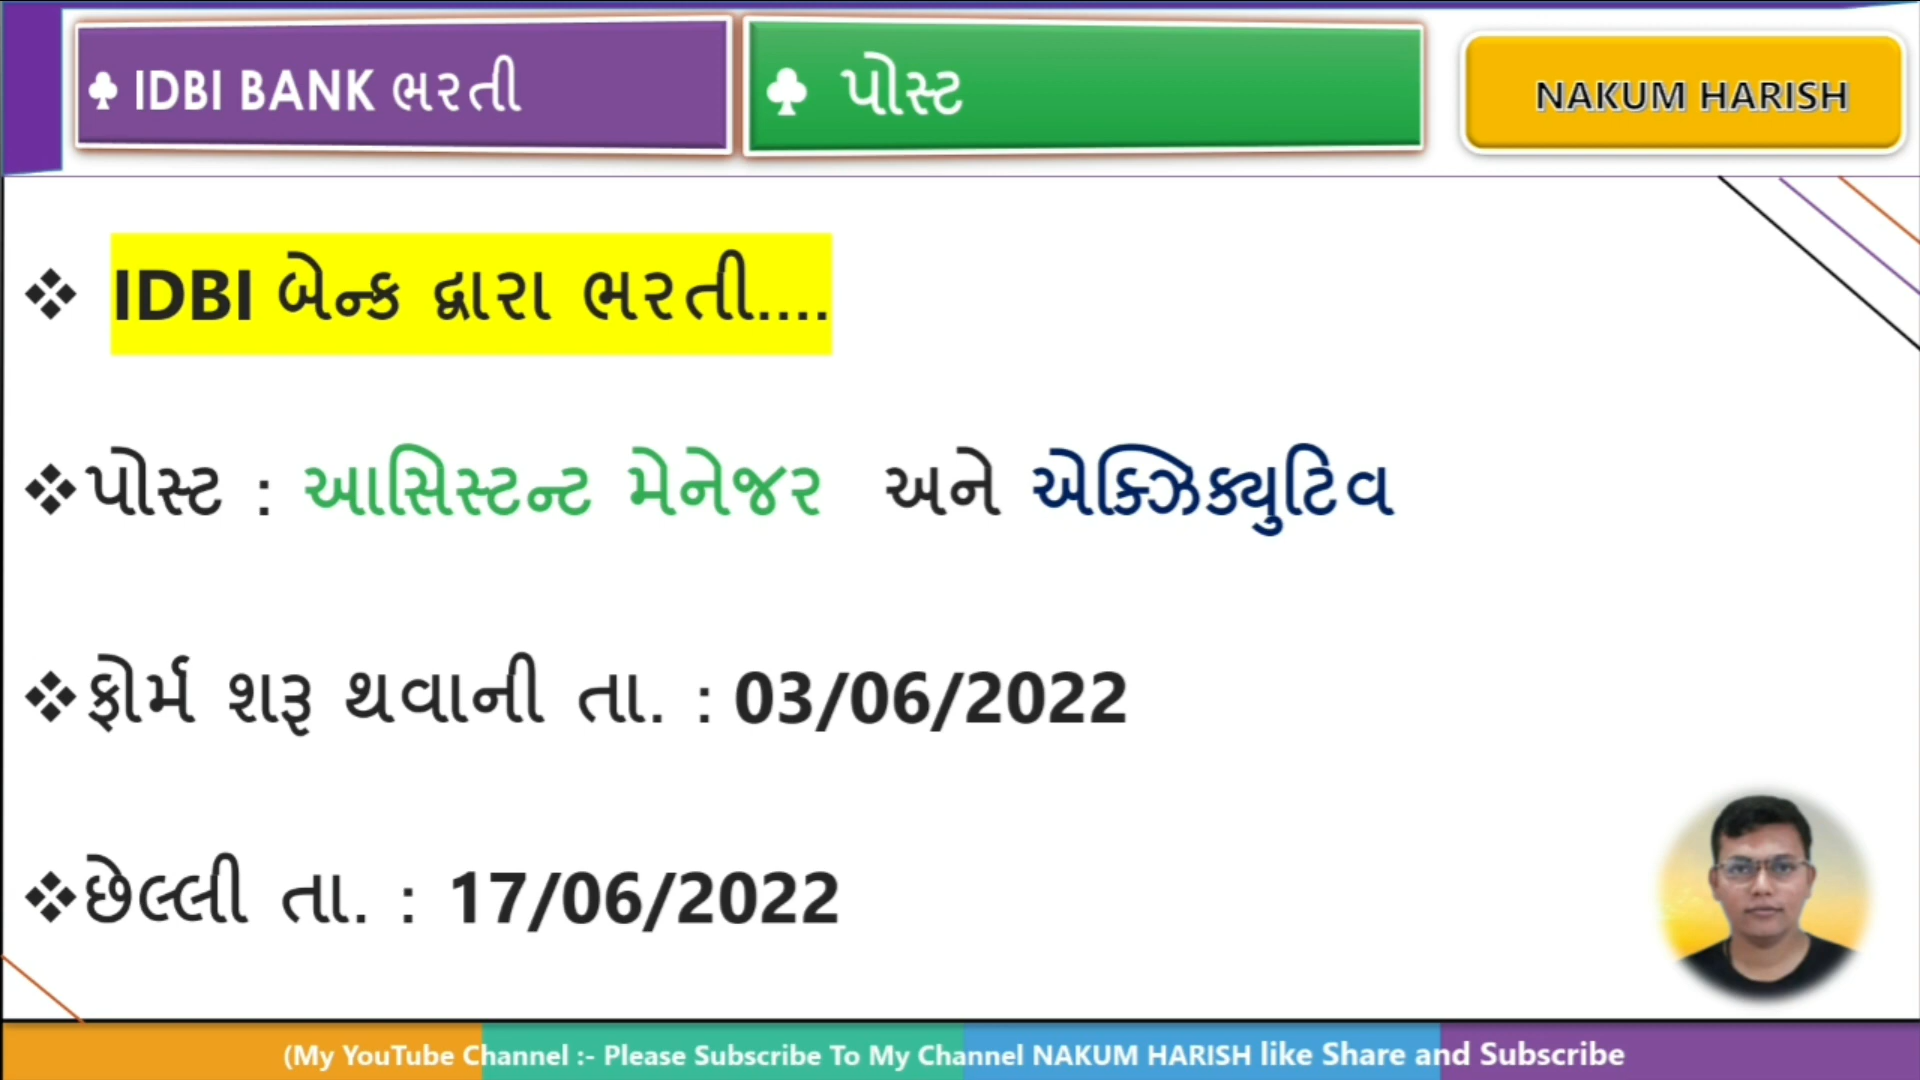 ♣ IDBI BANK ભરતી
♣ પોસ્ટ
NAKUM HARISH
❖ IDBI બેન્ક દ્વારા ભરતી....
❖પોસ્ટ : આસિસ્ટન્ટ મેનેજર અને એક્ઝિક્યુટિવ
❖ફોર્મ શરૂ થવાની તા. : 03/06/2022
❖છેલ્લી તા. : 17/06/2022
(My YouTube Channel :- Please Subscribe To My Channel NAKUM HARISH like Share and Subscribe